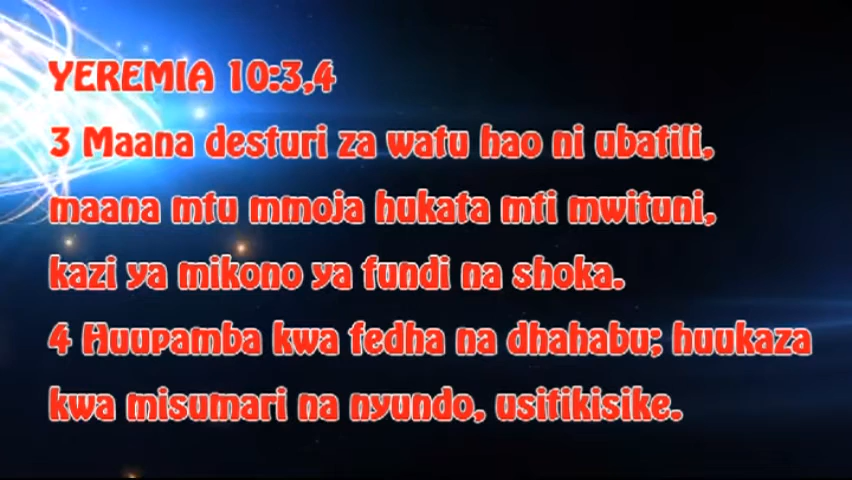 YEREMIA 10:3,4
3 Maana desturi za watu hao ni ubatili,
maana mtu mmoja hukata mti mwituni,
kazi ya mikono ya fundi na shoka.
4 Huupamba kwa fedha na dhahabu; huukaza
kwa misumari na nyundo, usitikisike.